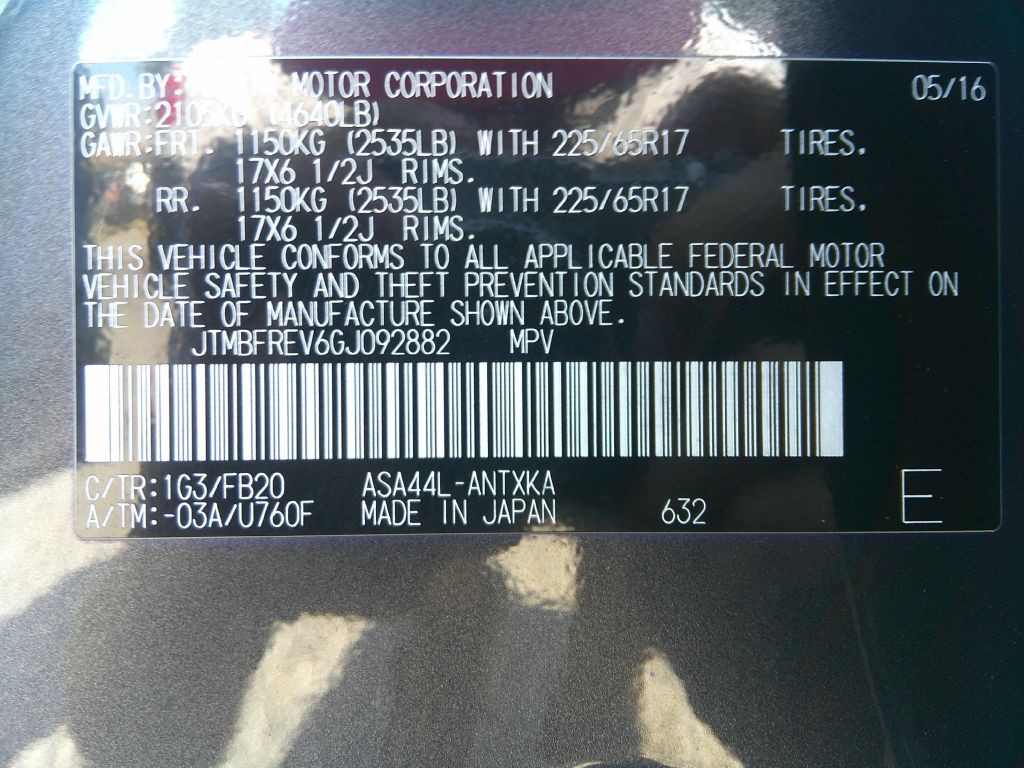 MFD. BY: MOTOR CORPORATION 05/16
GVWR:2105KG (4640LB)
GAWR:FRT. 1150KG (2535LB) WITH 225/65R17 TIRES.
17X6 1/2J RIMS.
RR. 1150KG (2535LB) WITH 225/65R17 TIRES.
17X6 1/2J RIMS.
THIS VEHICLE CONFORMS TO ALL APPLICABLE FEDERAL MOTOR
VEHICLE SAFETY AND THEFT PREVENTION STANDARDS IN EFFECT ON
THE DATE OF MANUFACTURE SHOWN ABOVE.
JTMBFREV6GJ092882 MPV
C/TR:1G3/FB20 ASA44L-ANTXKA
A/TM:-03A/U760F MADE IN JAPAN 632 E